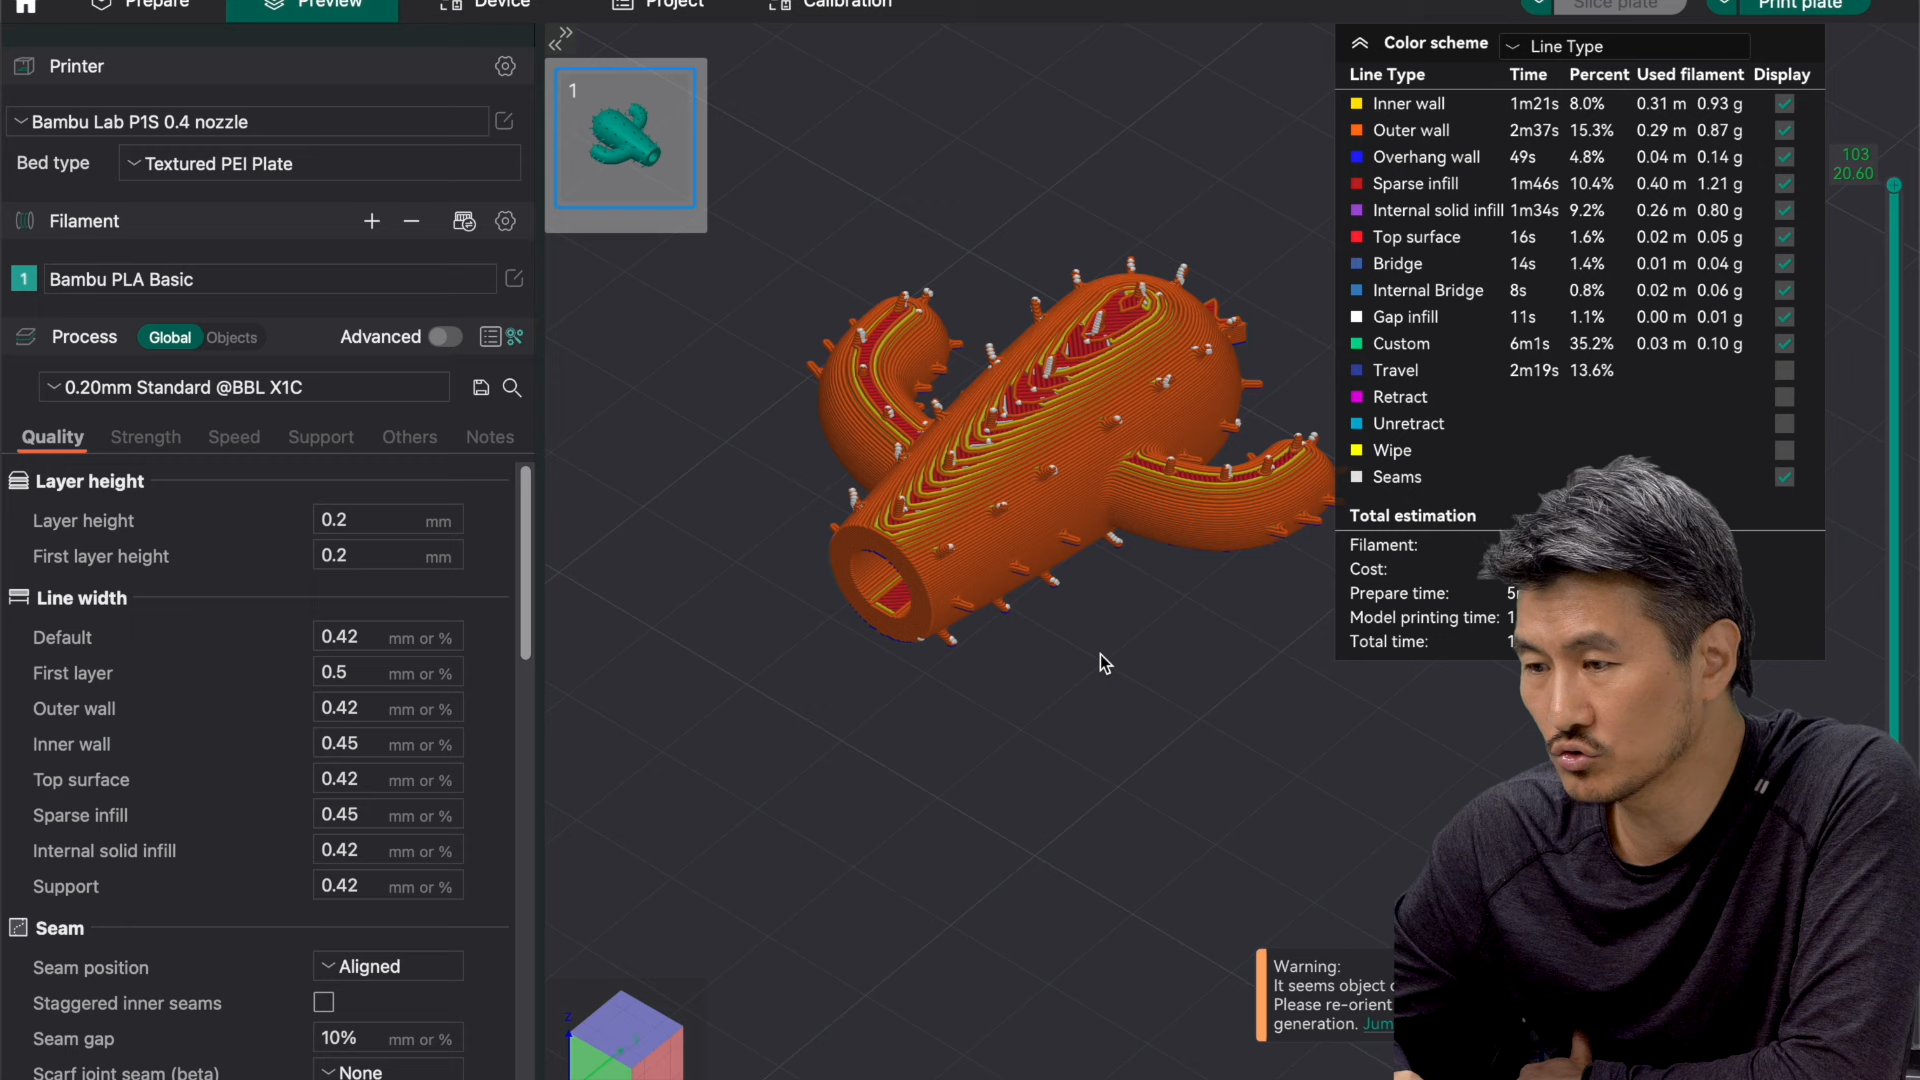 Prepare
Preview
Device
Project
Calibration
Slice plate
Print plate
Printer
Bambu Lab P1S 0.4 nozzle
Bed type Textured PEI Plate
Filament
1 Bambu PLA Basic
Process Global Objects Advanced
0.20mm Standard @BBL X1C
Quality Strength Speed Support Others Notes
Layer height
Layer height 0.2 mm
First layer height 0.2 mm
Line width
Default 0.42 mm or %
First layer 0.5 mm or %
Outer wall 0.42 mm or %
Inner wall 0.45 mm or %
Top surface 0.42 mm or %
Sparse infill 0.45 mm or %
Internal solid infill 0.42 mm or %
Support 0.42 mm or %
Seam
Seam position Aligned
Staggered inner seams
Seam gap 10% mm or %
Scarf joint seam (beta) None
1
Z
Color scheme Line Type
Line Type Time Percent Used filament Display
Inner wall 1m21s 8.0% 0.31 m 0.93 g
Outer wall 2m37s 15.3% 0.29 m 0.87 g
Overhang wall 49s 4.8% 0.04 m 0.14 g
Sparse infill 1m46s 10.4% 0.40 m 1.21 g
Internal solid infill 1m34s 9.2% 0.26 m 0.80 g
Top surface 16s 1.6% 0.02 m 0.05 g
Bridge 14s 1.4% 0.01 m 0.04 g
Internal Bridge 8s 0.8% 0.02 m 0.06 g
Gap infill 11s 1.1% 0.00 m 0.01 g
Custom 6m1s 35.2% 0.03 m 0.10 g
Travel 2m19s 13.6%
Retract
Unretract
Wipe
Seams
Total estimation
Filament:
Cost:
Prepare time: 5
Model printing time: 1
Total time: 1
103
20.60
Warning:
It seems object
Please re-orient
generation. Jum